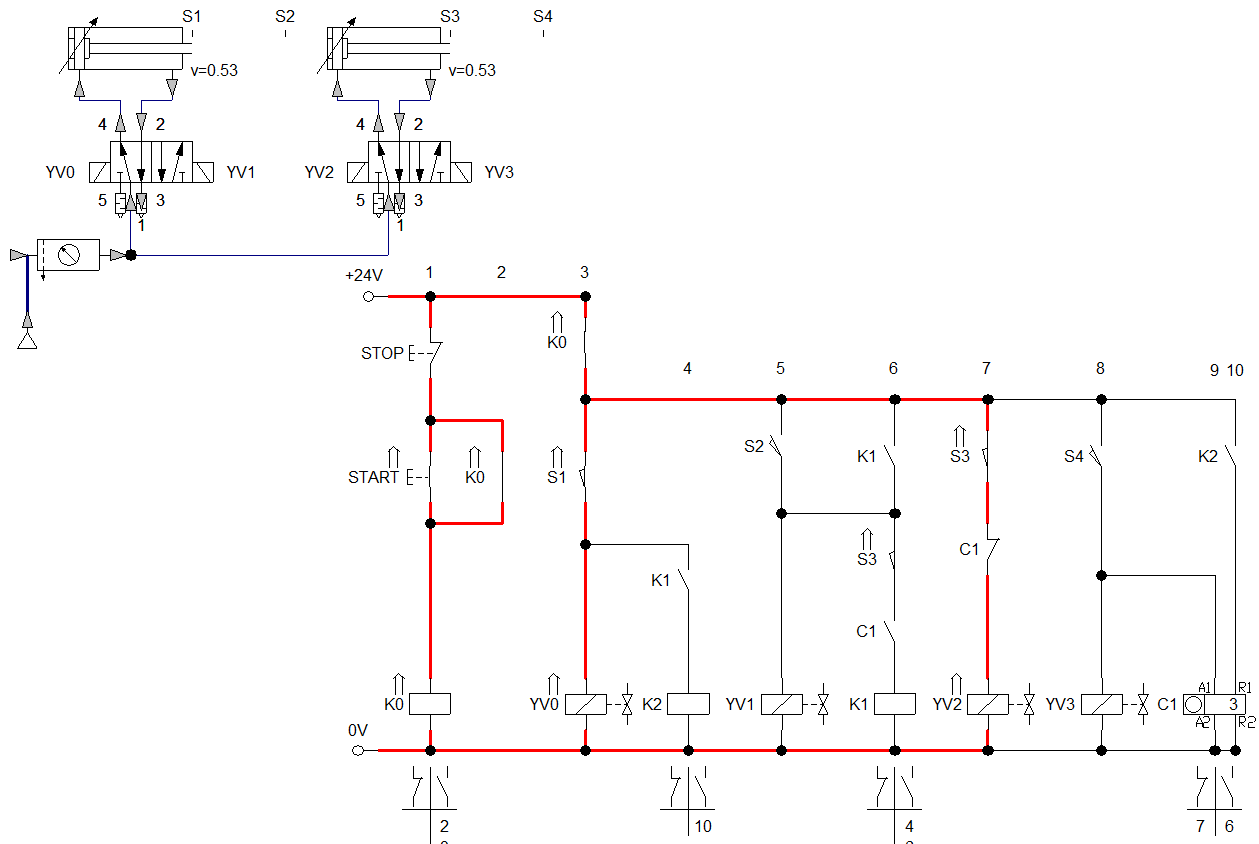 S1 S2 S3 S4
v=0.53 v=0.53
4 2 4 2
YV0 YV1 YV2 YV3
5 3 5 3
1 1
+24V 1 2 3
K0
STOP
4 5 6 7 8 9 10
S2 K1 S3 S4 K2
START K0 S1
C1
S3
K1
C1
A1 R1
K0 YV0 K2 YV1 K1 YV2 YV3 C1 3
A2 R2
0V
2 10 4 7 6